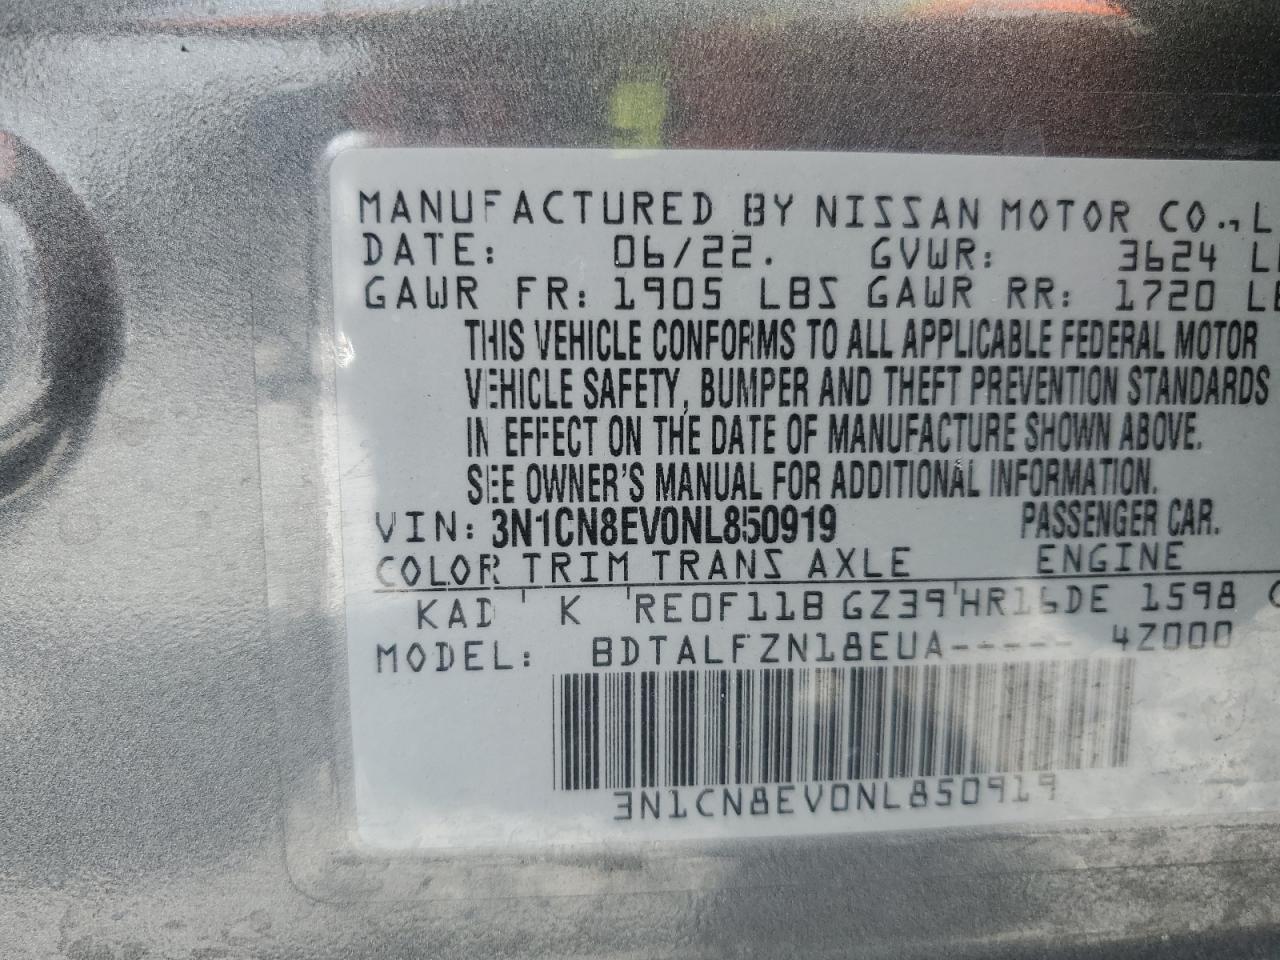 MANUFACTURED BY NISSAN MOTOR CO., L
DATE: 06/22. GVWR: 3624 L
GAWR FR: 1905 LBS GAWR RR: 1720 L
THIS VEHICLE CONFORMS TO ALL APPLICABLE FEDERAL MOTOR
VEHICLE SAFETY, BUMPER AND THEFT PREVENTION STANDARDS
IN EFFECT ON THE DATE OF MANUFACTURE SHOWN ABOVE.
SEE OWNER'S MANUAL FOR ADDITIONAL INFORMATION.
VIN: 3N1CN8EV0NL850919 PASSENGER CAR.
COLOR TRIM TRANS AXLE ENGINE
KAD ' K 'RE0F11B GZ39'HR16DE 1598
MODEL: BDTALFZN18EUA----- 4Z000
3N1CN8EV0NL850919